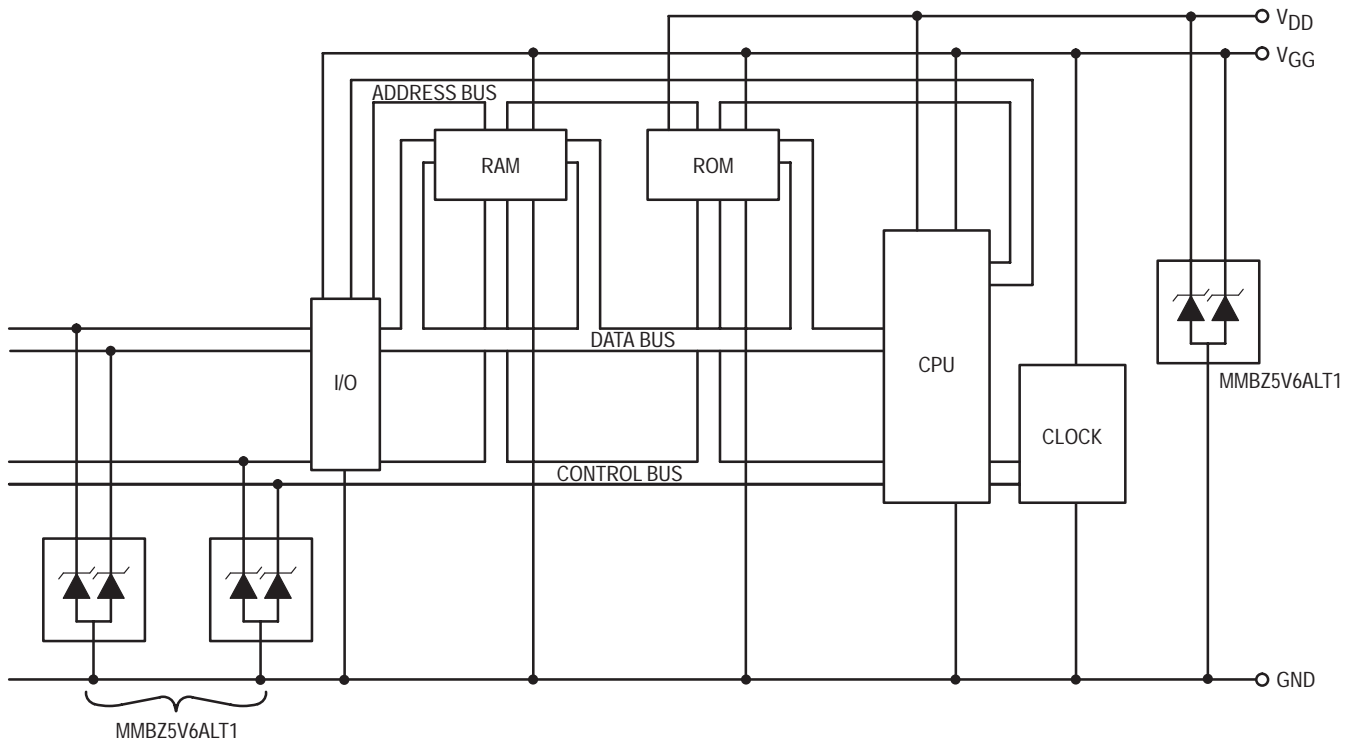 VDD
VGG
ADDRESS BUS
RAM
ROM
DATA BUS
I/O
CPU
MMBZ5V6ALT1
CLOCK
CONTROL BUS
GND
MMBZ5V6ALT1